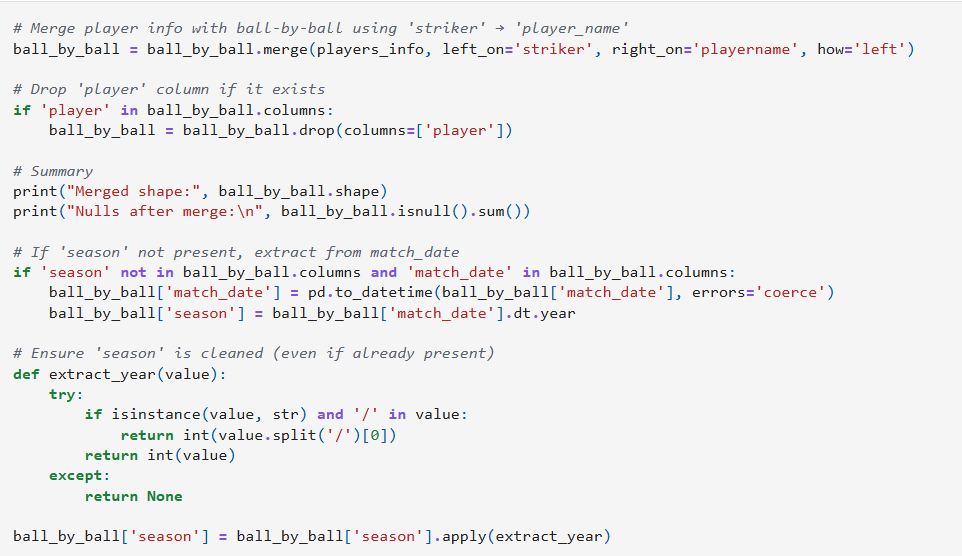 # Merge player info with ball-by-ball using 'striker' → 'player_name'
ball_by_ball = ball_by_ball.merge(players_info, left_on='striker', right_on='playername', how='left')
# Drop 'player' column if it exists
if 'player' in ball_by_ball.columns:
    ball_by_ball = ball_by_ball.drop(columns=['player'])
# Summary
print("Merged shape:", ball_by_ball.shape)
print("Nulls after merge:\n", ball_by_ball.isnull().sum())
# If 'season' not present, extract from match_date
if 'season' not in ball_by_ball.columns and 'match_date' in ball_by_ball.columns:
    ball_by_ball['match_date'] = pd.to_datetime(ball_by_ball['match_date'], errors='coerce')
    ball_by_ball['season'] = ball_by_ball['match_date'].dt.year
# Ensure 'season' is cleaned (even if already present)
def extract_year(value):
    try:
        if isinstance(value, str) and '/' in value:
            return int(value.split('/')[0])
        return int(value)
    except:
        return None
ball_by_ball['season'] = ball_by_ball['season'].apply(extract_year)